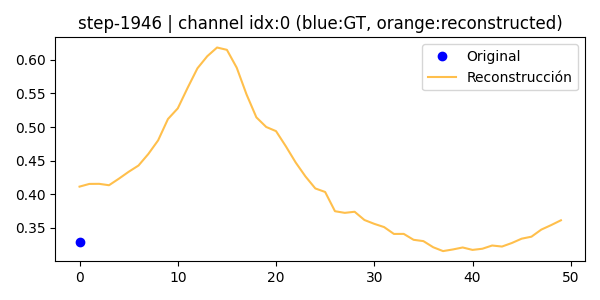 step-1946 | channel idx:0 (blue:GT, orange:reconstructed)
Original
Reconstrucción
0.60
0.55
0.50
0.45
0.40
0.35
0 10 20 30 40 50